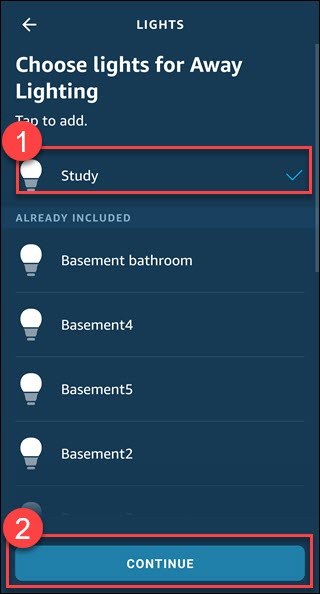 LIGHTS
Choose lights for Away
Lighting
Tap to add.
1
Study
ALREADY INCLUDED
Basement bathroom
Basement4
Basement5
Basement2
2
CONTINUE